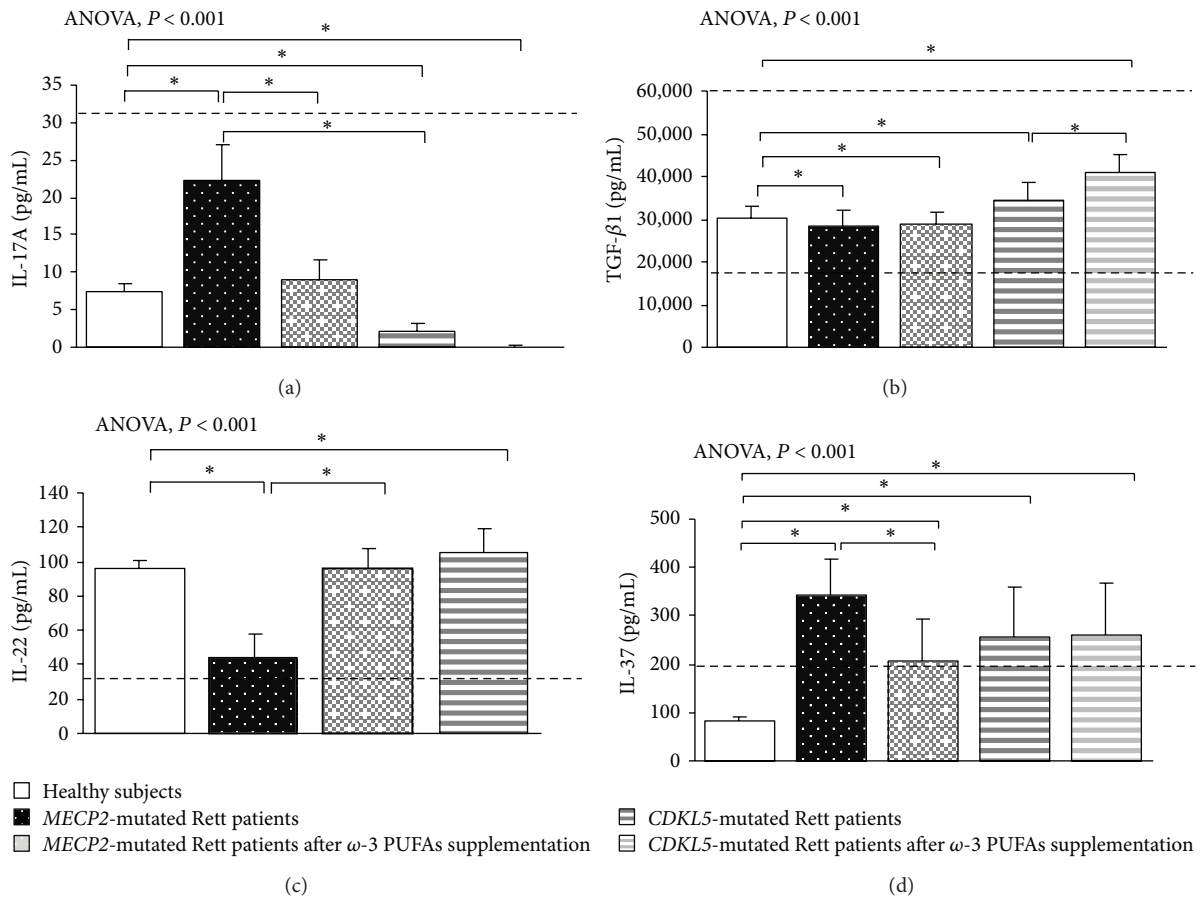 ANOVA, P < 0.001
*
*
*
*
*
35
30
25
20
15
10
5
0
IL-17A (pg/mL)
(a)
ANOVA, P < 0.001
*
*
*
*
*
60,000
50,000
40,000
30,000
20,000
10,000
0
TGF-β1 (pg/mL)
(b)
ANOVA, P < 0.001
*
*
*
140
120
100
80
60
40
20
0
IL-22 (pg/mL)
ANOVA, P < 0.001
*
*
*
*
*
500
400
300
200
100
0
IL-37 (pg/mL)
Healthy subjects
MECP2-mutated Rett patients
MECP2-mutated Rett patients after ω-3 PUFAs supplementation
(c)
CDKL5-mutated Rett patients
CDKL5-mutated Rett patients after ω-3 PUFAs supplementation
(d)